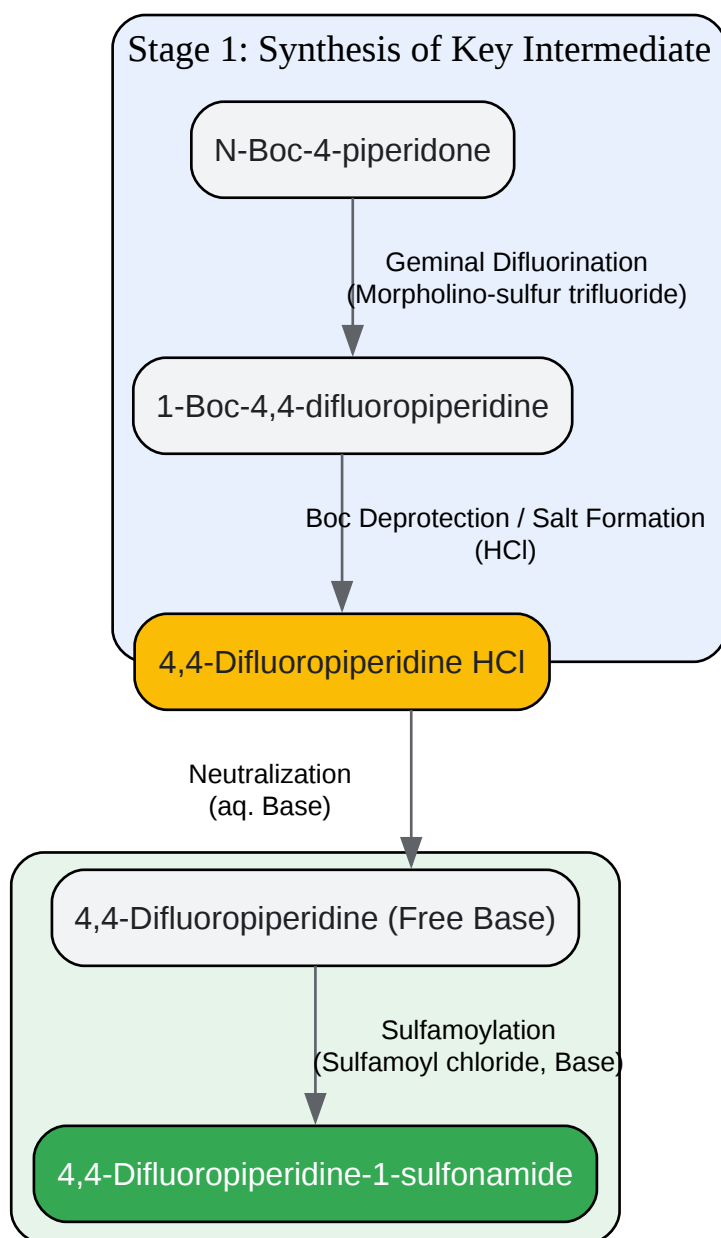 Stage 1: Synthesis of Key Intermediate
N-Boc-4-piperidone
Geminal Difluorination
(Morpholino-sulfur trifluoride)
1-Boc-4,4-difluoropiperidine
Boc Deprotection / Salt Formation
(HCl)
4,4-Difluoropiperidine HCl
Neutralization
(aq. Base)
4,4-Difluoropiperidine (Free Base)
Sulfamoylation
(Sulfamoyl chloride, Base)
4,4-Difluoropiperidine-1-sulfonamide